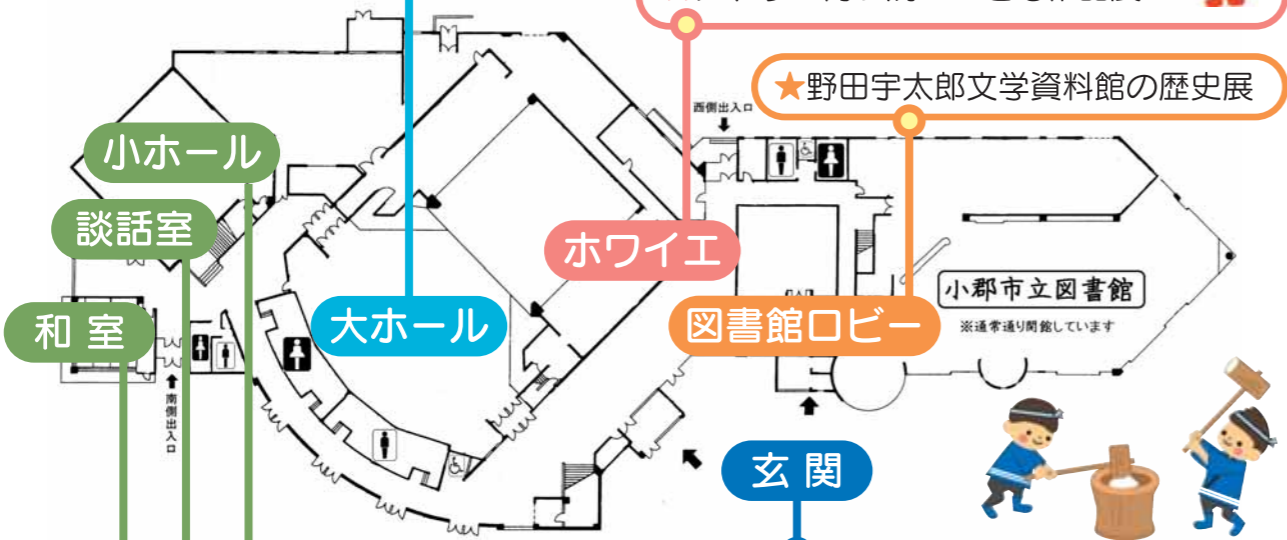 ★野田宇太郎文学資料館の歴史展
西側出入口
小ホール
談話室
ホワイエ
小郡市立図書館
※通常通り開館しています
和 室
大ホール
図書館ロビー
南側出入口
玄 関